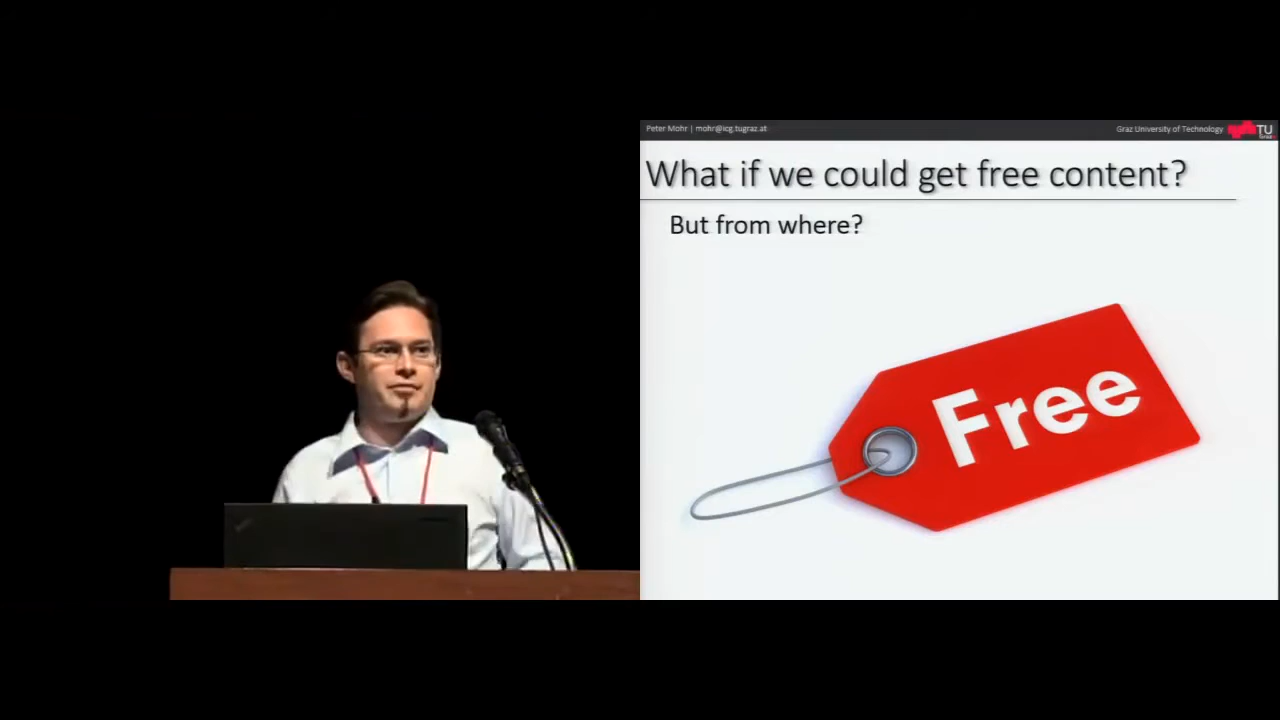 Peter Mohr | mohr@icg.tugraz.at
Graz University of Technology
TU
What if we could get free content?
But from where?
Free